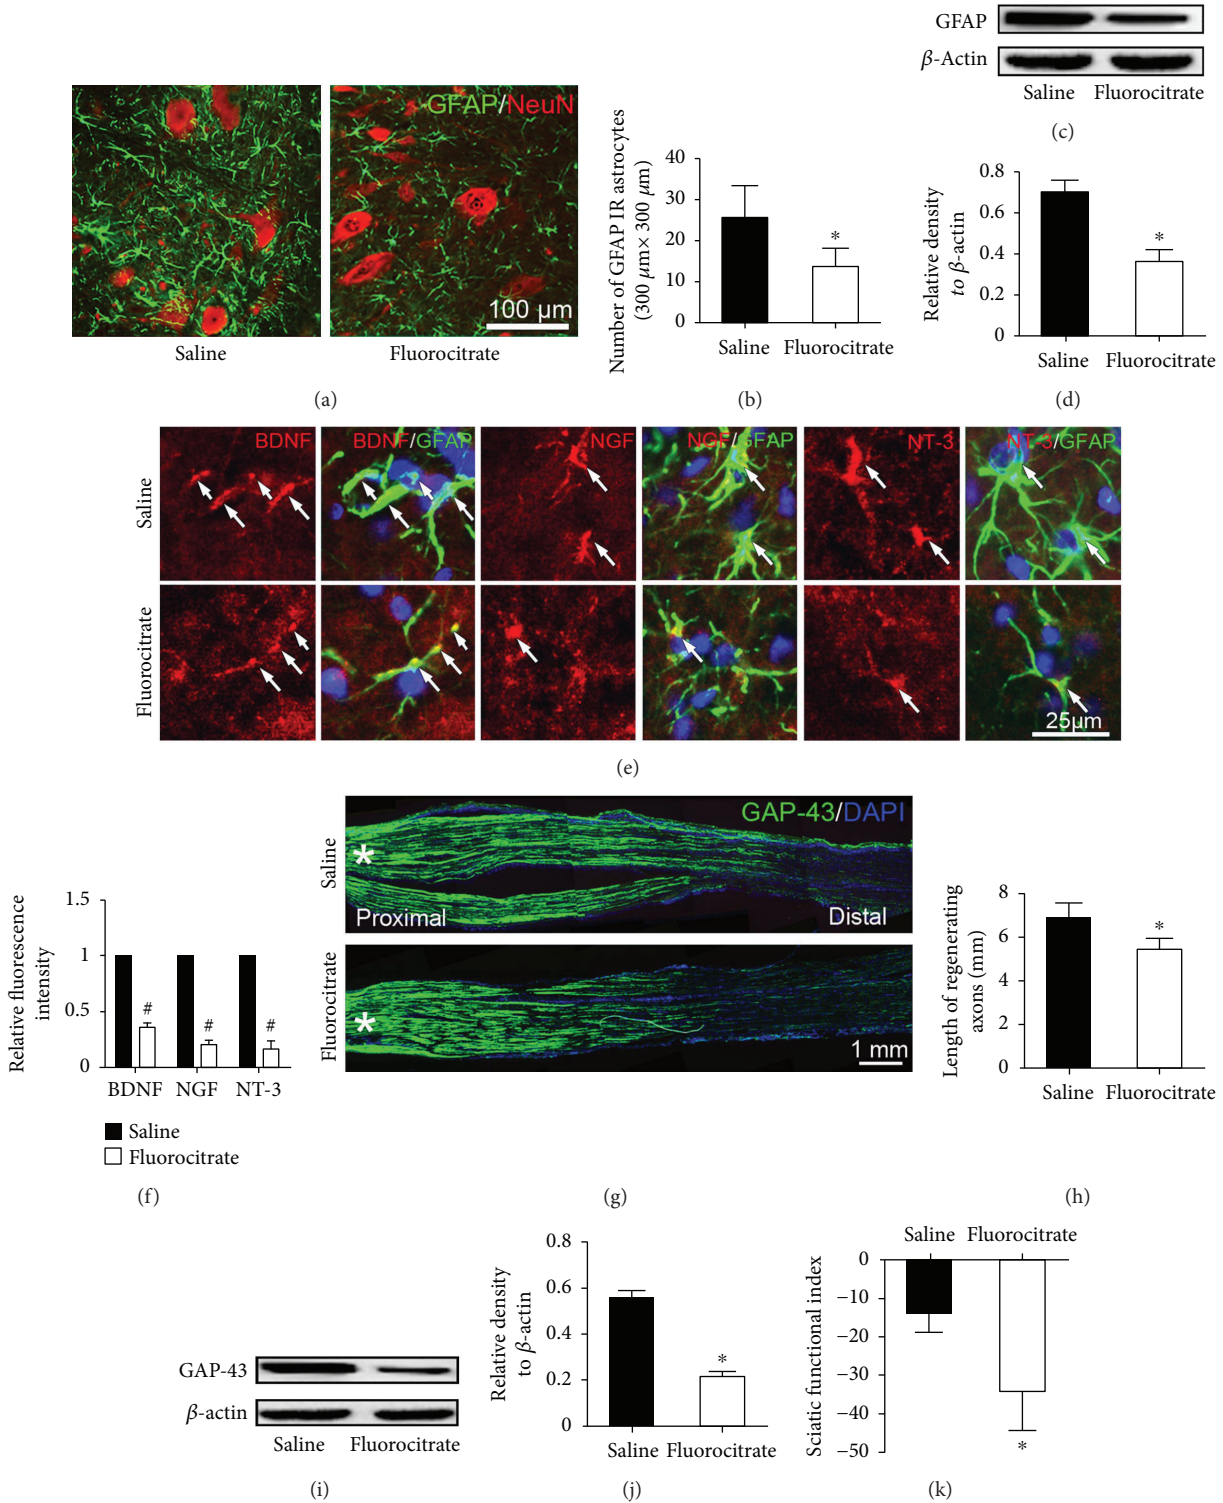 GFAP
β-Actin
Saline Fluorocitrate
(c)
GFAP/NeuN
100 μm
Saline Fluorocitrate
(a)
Number of GFAP IR astrocytes
(300 μm× 300 μm)
40
30
20
10
0
*
Saline Fluorocitrate
(b)
Relative density
to β-actin
0.8
0.6
0.4
0.2
0
*
Saline
Fluorocitrate
(d)
Saline
Fluorocitrate
BDNF
BDNF/GFAP
NGF
NGF/GFAP
NT-3
NT-3/GFAP
25μm
(e)
Relative fluorescence
intensity
1.5
1
0.5
0
# # #
BDNF NGF NT-3
Saline
Fluorocitrate
(f)
Saline
Fluorocitrate
GAP-43/DAPI
*
Proximal
Distal
*
1 mm
(g)
Length of regenerating
axons (mm)
8
6
4
2
0
*
Saline Fluorocitrate
(h)
GAP-43
β-actin
Saline Fluorocitrate
(i)
Relative density
to β-actin
0.8
0.6
0.4
0.2
0
*
Saline Fluorocitrate
(j)
Saline Fluorocitrate
Sciatic functional index
0
−10
−20
−30
−40
−50
*
(k)